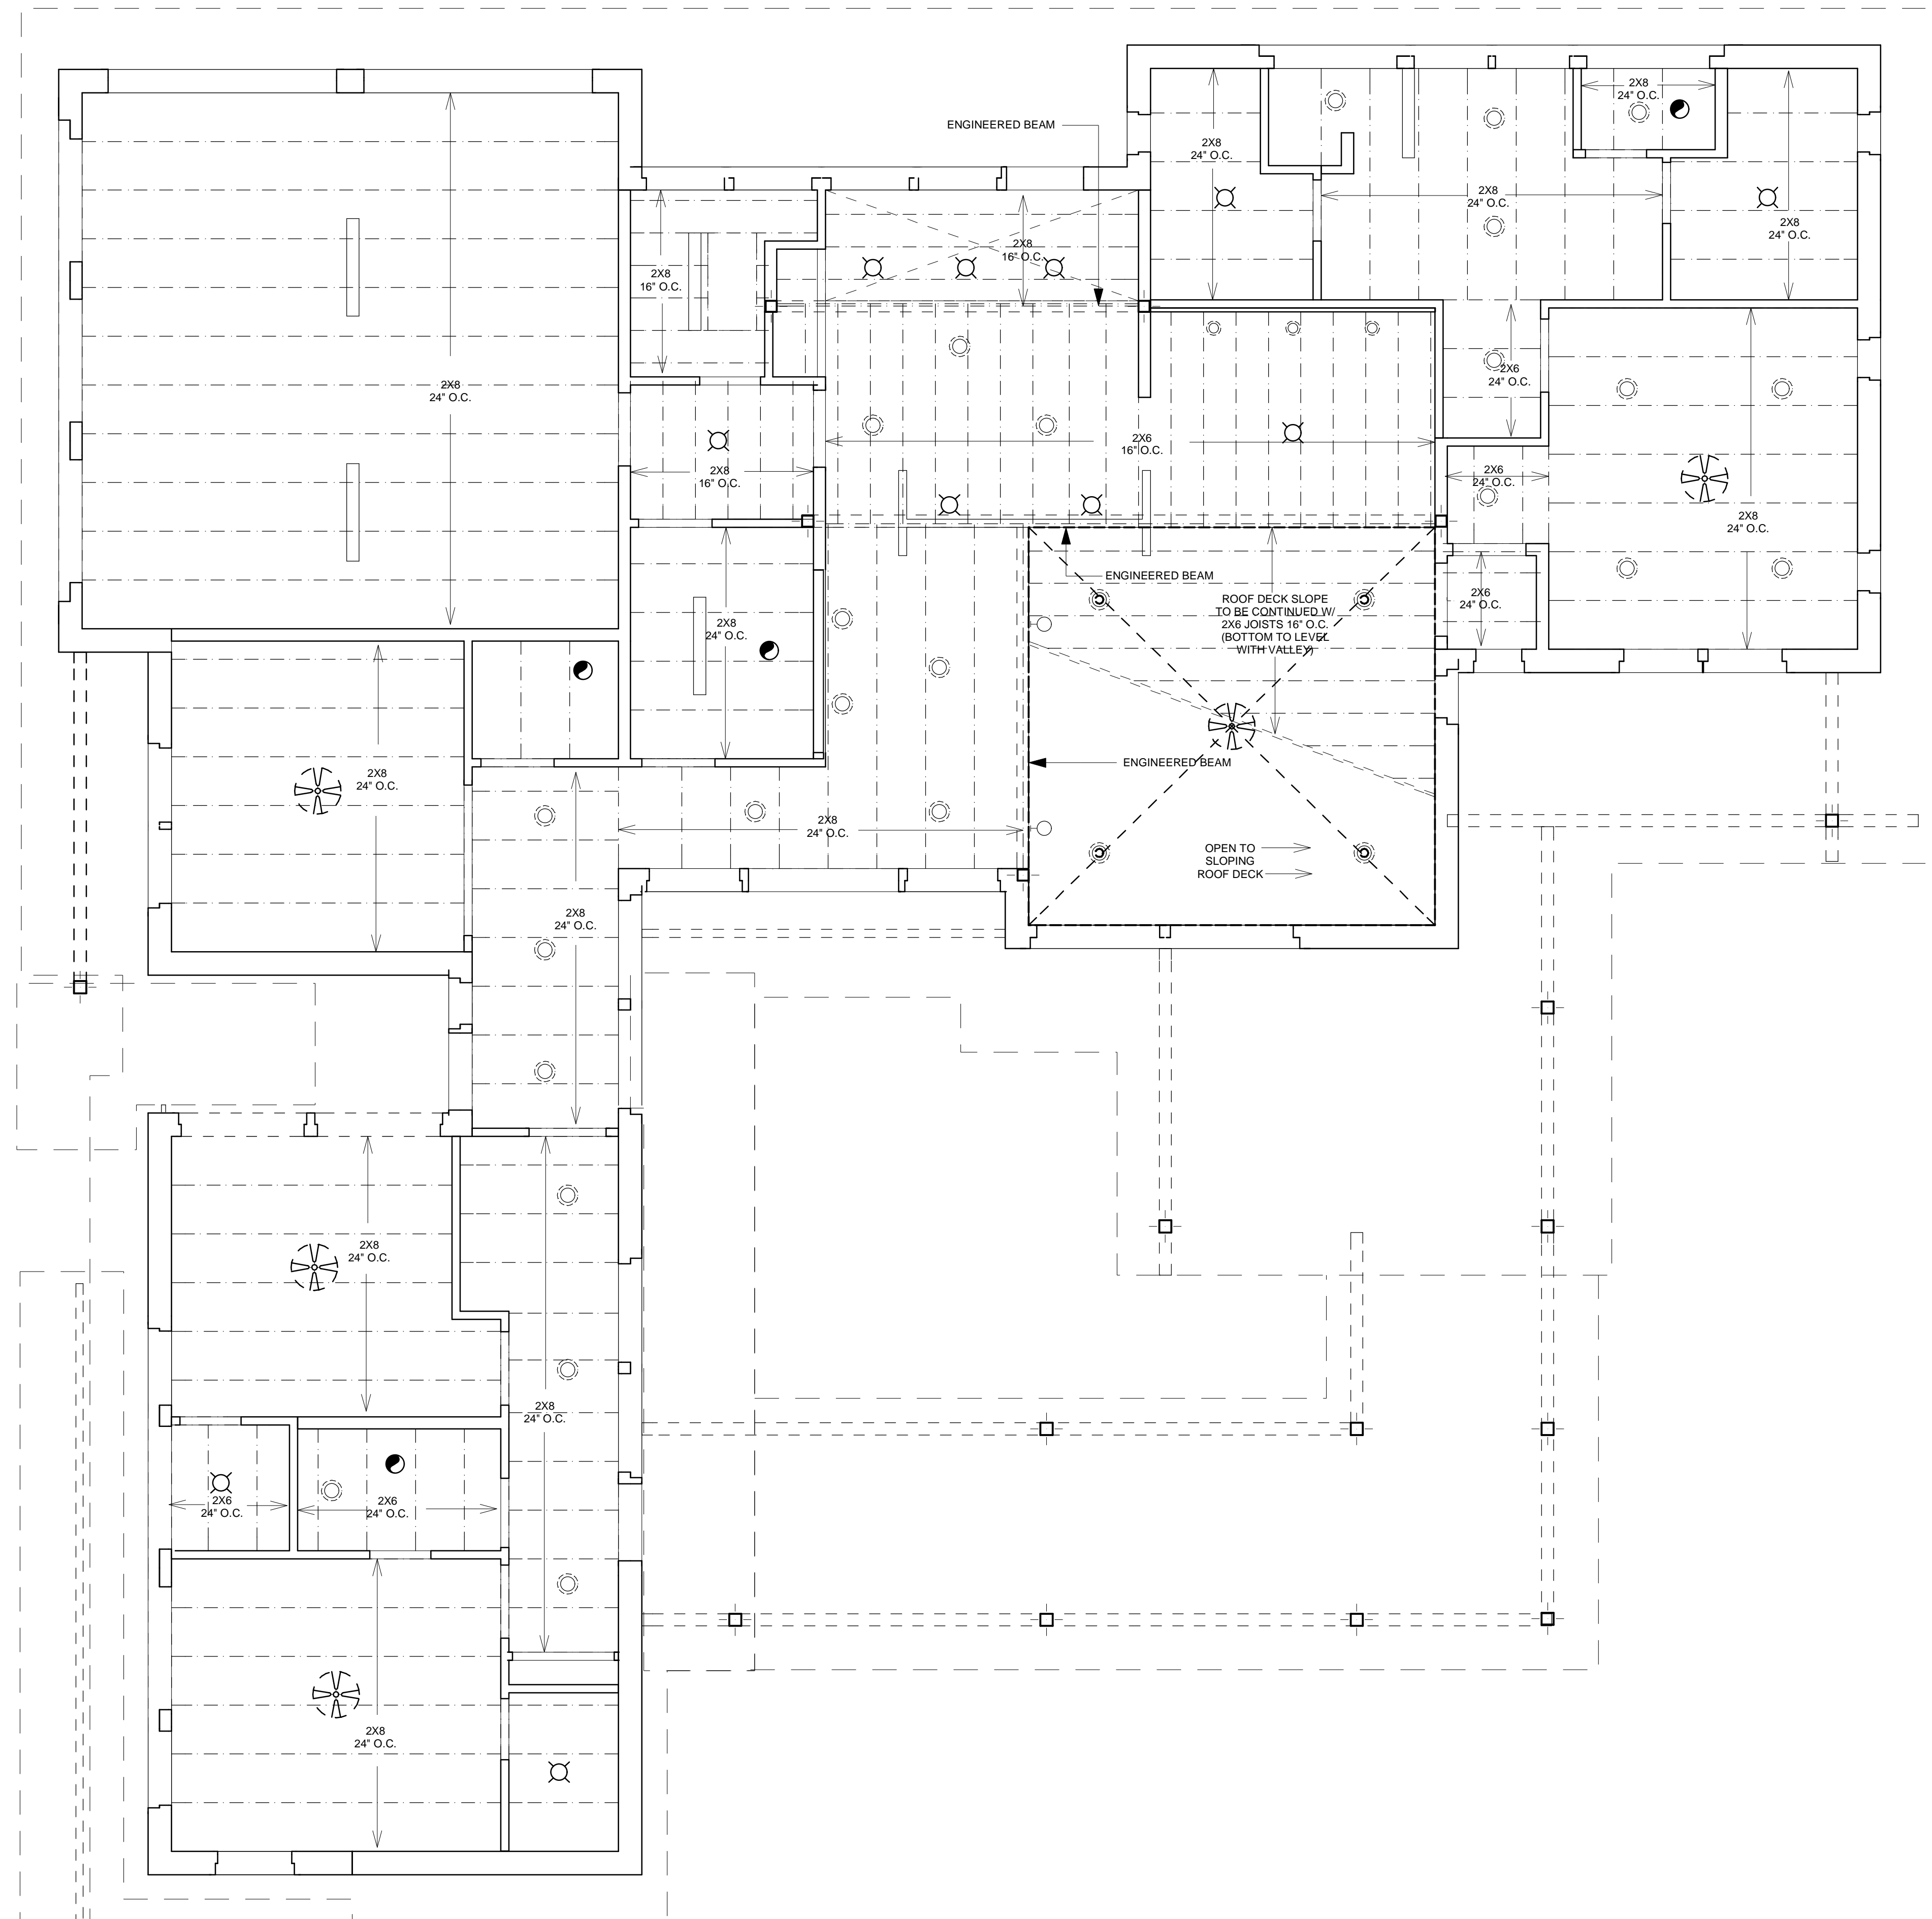 ENGINEERED BEAM
2X8
24" O.C.
2X8
24" O.C.
2X8
24" O.C.
2X8
24" O.C.
2X8
16" O.C.
2X8
16" O.C.
2X6
24" O.C.
2X8
24" O.C.
2X6
16" O.C.
2X8
16" O.C.
2X6
24" O.C.
2X8
24" O.C.
ENGINEERED BEAM
ROOF DECK SLOPE
TO BE CONTINUED W/
2X6 JOISTS 16" O.C.
(BOTTOM TO LEVEL
WITH VALLEY)
2X6
24" O.C.
2X8
24" O.C.
2X8
24" O.C.
ENGINEERED BEAM
2X8
24" O.C.
OPEN TO
SLOPING
ROOF DECK
2X8
24" O.C.
2X8
24" O.C.
2X8
24" O.C.
2X6
24" O.C.
2X6
24" O.C.
2X8
24" O.C.
2X8
24" O.C.